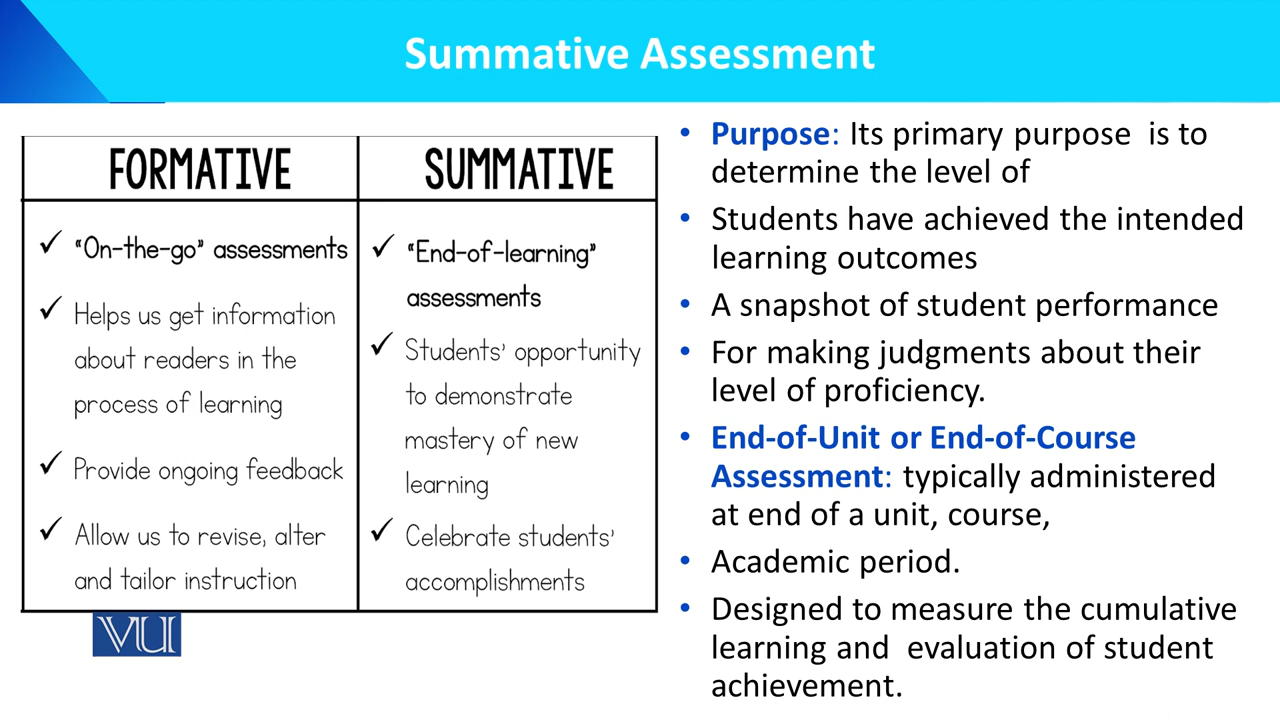 Summative Assessment
FORMATIVE
"On-the-go" assessments
Helps us get information
about readers in the
process of learning
Provide ongoing feedback
Allow us to revise, alter
and tailor instruction
SUMMATIVE
"End-of-learning"
assessments
Students' opportunity
to demonstrate
mastery of new
learning
Celebrate students'
accomplishments
VU
• Purpose: Its primary purpose is to
determine the level of
• Students have achieved the intended
learning outcomes
• A snapshot of student performance
• For making judgments about their
level of proficiency.
• End-of-Unit or End-of-Course
Assessment: typically administered
at end of a unit, course,
• Academic period.
• Designed to measure the cumulative
learning and evaluation of student
achievement.